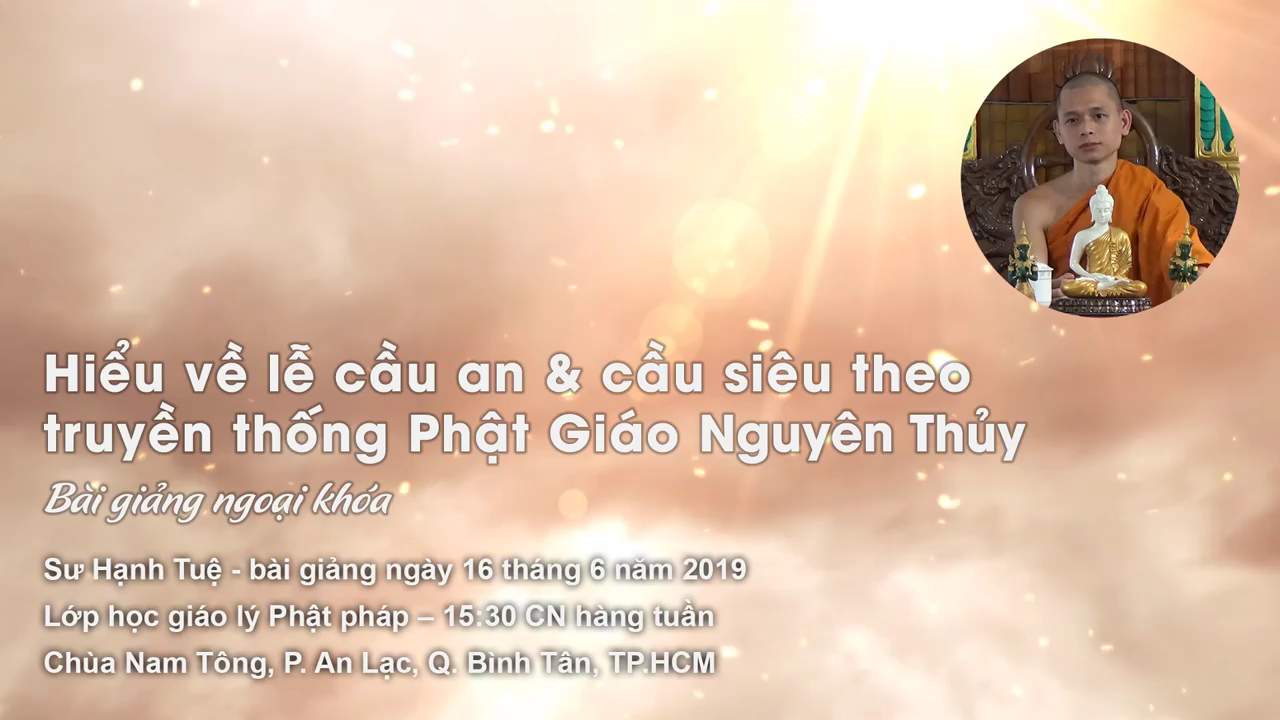 Hiểu về lễ cầu an & cầu siêu theo
truyền thống Phật Giáo Nguyên Thủy
Bài giảng ngoại khóa
Sư Hạnh Tuệ - bài giảng ngày 16 tháng 6 năm 2019
Lớp học giáo lý Phật pháp – 15:30 CN hàng tuần
Chùa Nam Tông, P. An Lạc, Q. Bình Tân, TP.HCM